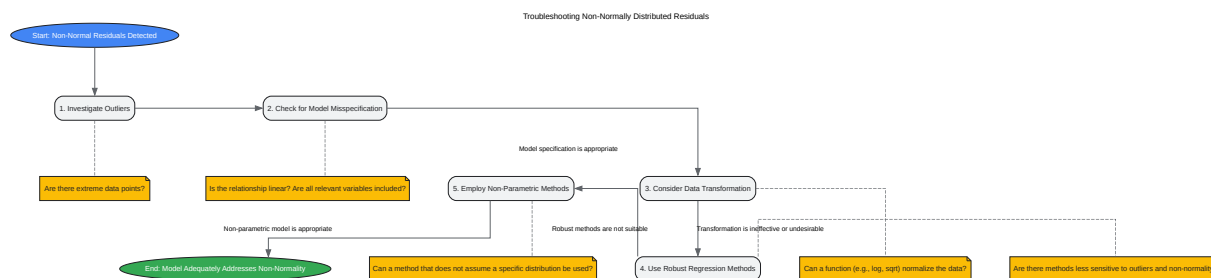 Troubleshooting Non-Normally Distributed Residuals
Start: Non-Normal Residuals Detected
1. Investigate Outliers
2. Check for Model Misspecification
Model specification is appropriate
Are there extreme data points?
Is the relationship linear? Are all relevant variables included?
5. Employ Non-Parametric Methods
3. Consider Data Transformation
Non-parametric model is appropriate
Robust methods are not suitable
Transformation is ineffective or undesirable
End: Model Adequately Addresses Non-Normality
Can a method that does not assume a specific distribution be used?
4. Use Robust Regression Methods
Can a function (e.g., log, sqrt) normalize the data?
Are there methods less sensitive to outliers and non-normality